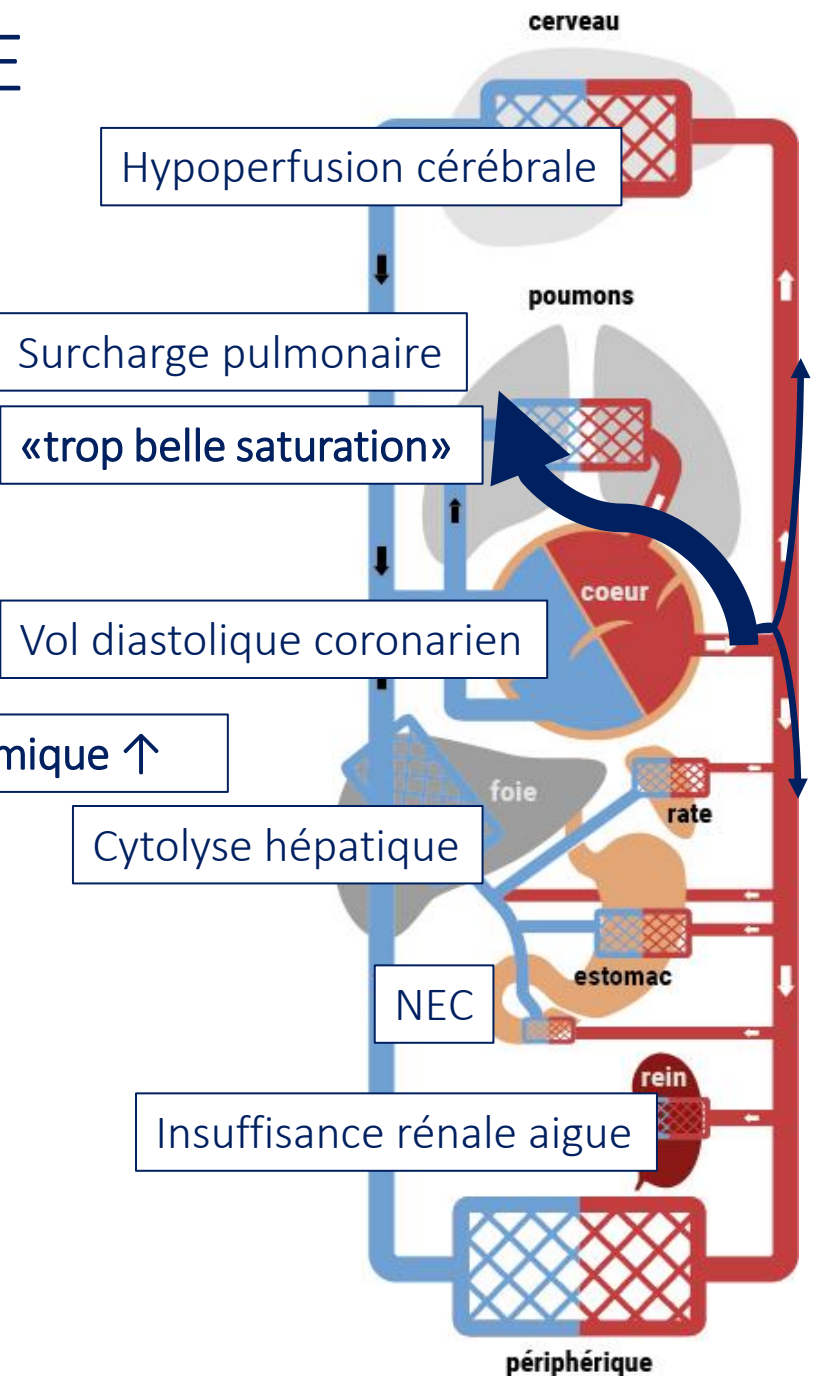 cerveau
E
Hypoperfusion cérébrale
poumons
Surcharge pulmonaire
«trop belle saturation»
coeur
Vol diastolique coronarien
mique ↑
foie
rate
Cytolyse hépatique
estomac
NEC
rein
Insuffisance rénale aigue
périphérique